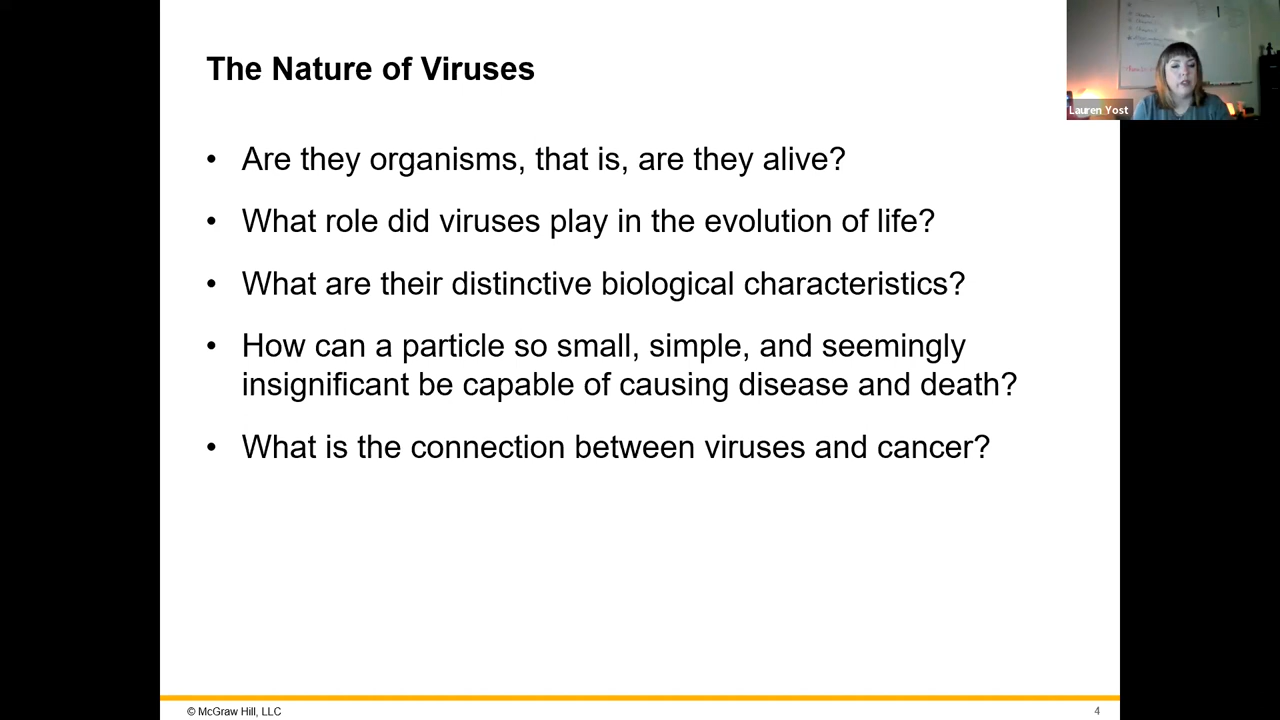 The Nature of Viruses
Lauren Yost
• Are they organisms, that is, are they alive?
• What role did viruses play in the evolution of life?
• What are their distinctive biological characteristics?
• How can a particle so small, simple, and seemingly
insignificant be capable of causing disease and death?
• What is the connection between viruses and cancer?
© McGraw Hill, LLC
4